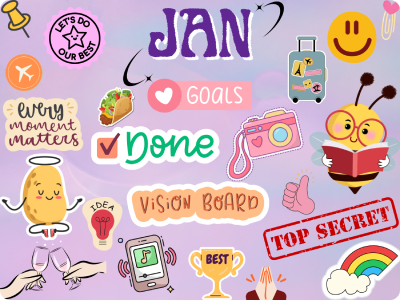 LET'S DO
OUR BEST
JAN
GOALS
every
moment
matters
Done
VISION BOARD
IDEA
TOP SECRET
BEST